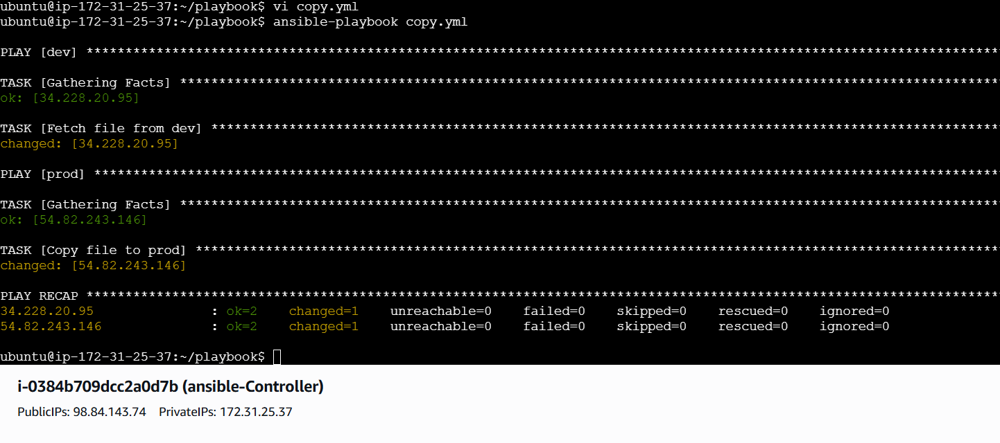 ubuntu@ip-172-31-25-37:~/playbook$ vi copy.yml
ubuntu@ip-172-31-25-37:~/playbook$ ansible-playbook copy.yml
PLAY [dev] *********************************************************************************************************************
TASK [Gathering Facts] *********************************************************************************************************
ok: [34.228.20.95]
TASK [Fetch file from dev] *****************************************************************************************************
changed: [34.228.20.95]
PLAY [prod] ********************************************************************************************************************
TASK [Gathering Facts] *********************************************************************************************************
ok: [54.82.243.146]
TASK [Copy file to prod] *******************************************************************************************************
changed: [54.82.243.146]
PLAY RECAP *********************************************************************************************************************
34.228.20.95               : ok=2    changed=1    unreachable=0    failed=0    skipped=0    rescued=0    ignored=0
54.82.243.146              : ok=2    changed=1    unreachable=0    failed=0    skipped=0    rescued=0    ignored=0
ubuntu@ip-172-31-25-37:~/playbook$
i-0384b709dcc2a0d7b (ansible-Controller)
PublicIPs: 98.84.143.74    PrivateIPs: 172.31.25.37